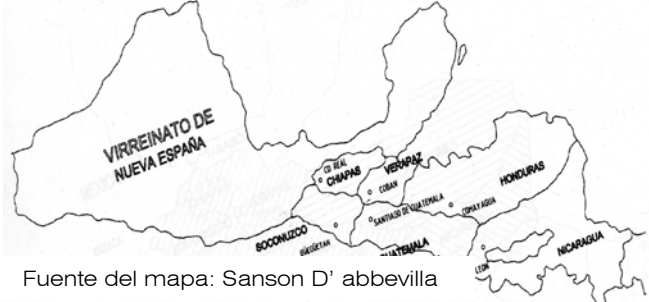 VIRREINATO DE
NUEVA ESPAÑA
CD REAL
CHIAPAS
VERAPAZ
COBAN
HONDURAS
SANTIAGO DE GUATEMALA
COMAYAGUA
SOCONUZCO
GUATEMALA
NICARAGUA
LEON
Fuente del mapa: Sanson D' abbevilla